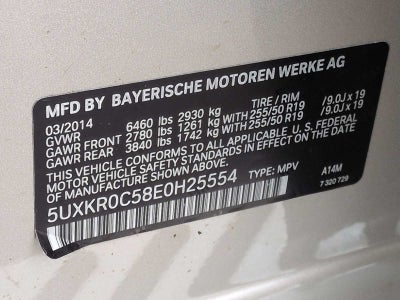 MFD BY BAYERISCHE MOTOREN WERKE AG
03/2014 TIRE / RIM
GVWR 6460 lbs 2930 kg
GAWR FRONT 2780 lbs 1261 kg WITH 255/50 R19 / 9.0J x 19
GAWR REAR 3840 lbs 1742 kg WITH 255/50 R19 / 9.0J x 19
THIS VEHICLE CONFORMS TO ALL APPLICABLE U.S. FEDERAL
MOTOR VEHICLE SAFETY STANDARDS IN EFFECT ON THE DATE
OF MANUFACTURE SHOWN ABOVE.
5UXKR0C58E0H25554 TYPE: MPV A14M
7 320 729